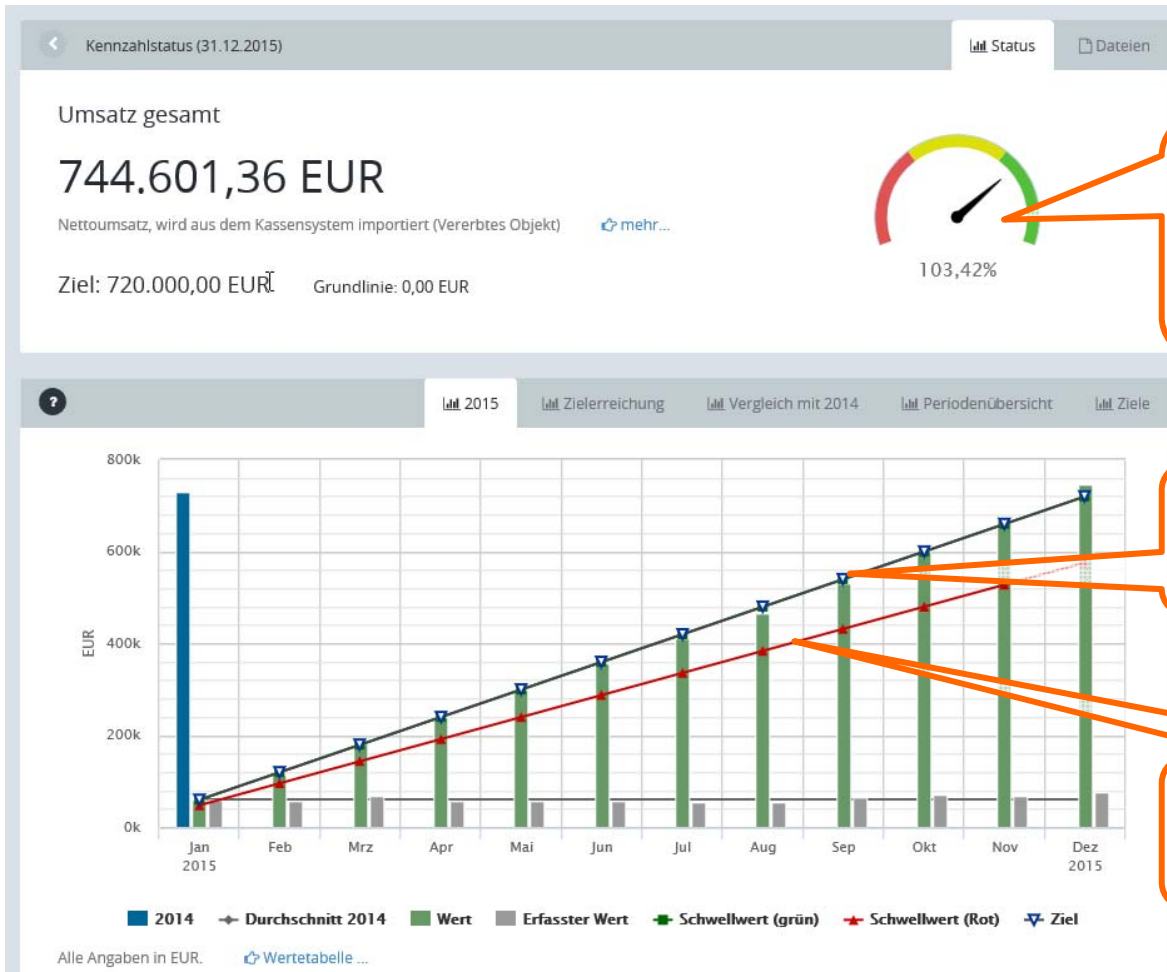 Kennzahlstatus (31.12.2015)
Status
Dateien
Umsatz gesamt
744.601,36 EUR
Nettoumsatz, wird aus dem Kassensystem importiert (Vererbtes Objekt)
mehr...
Ziel: 720.000,00 EUR
Grundlinie: 0,00 EUR
103,42%
?
2015
Zielerreichung
Vergleich mit 2014
Periodenübersicht
Ziele
800k
600k
400k
200k
0k
EUR
Jan 2015
Feb
Mrz
Apr
Mai
Jun
Jul
Aug
Sep
Okt
Nov
Dez 2015
2014
Durchschnitt 2014
Wert
Erfasster Wert
Schwellwert (grün)
Schwellwert (Rot)
Ziel
Alle Angaben in EUR.
Wertetabelle ...